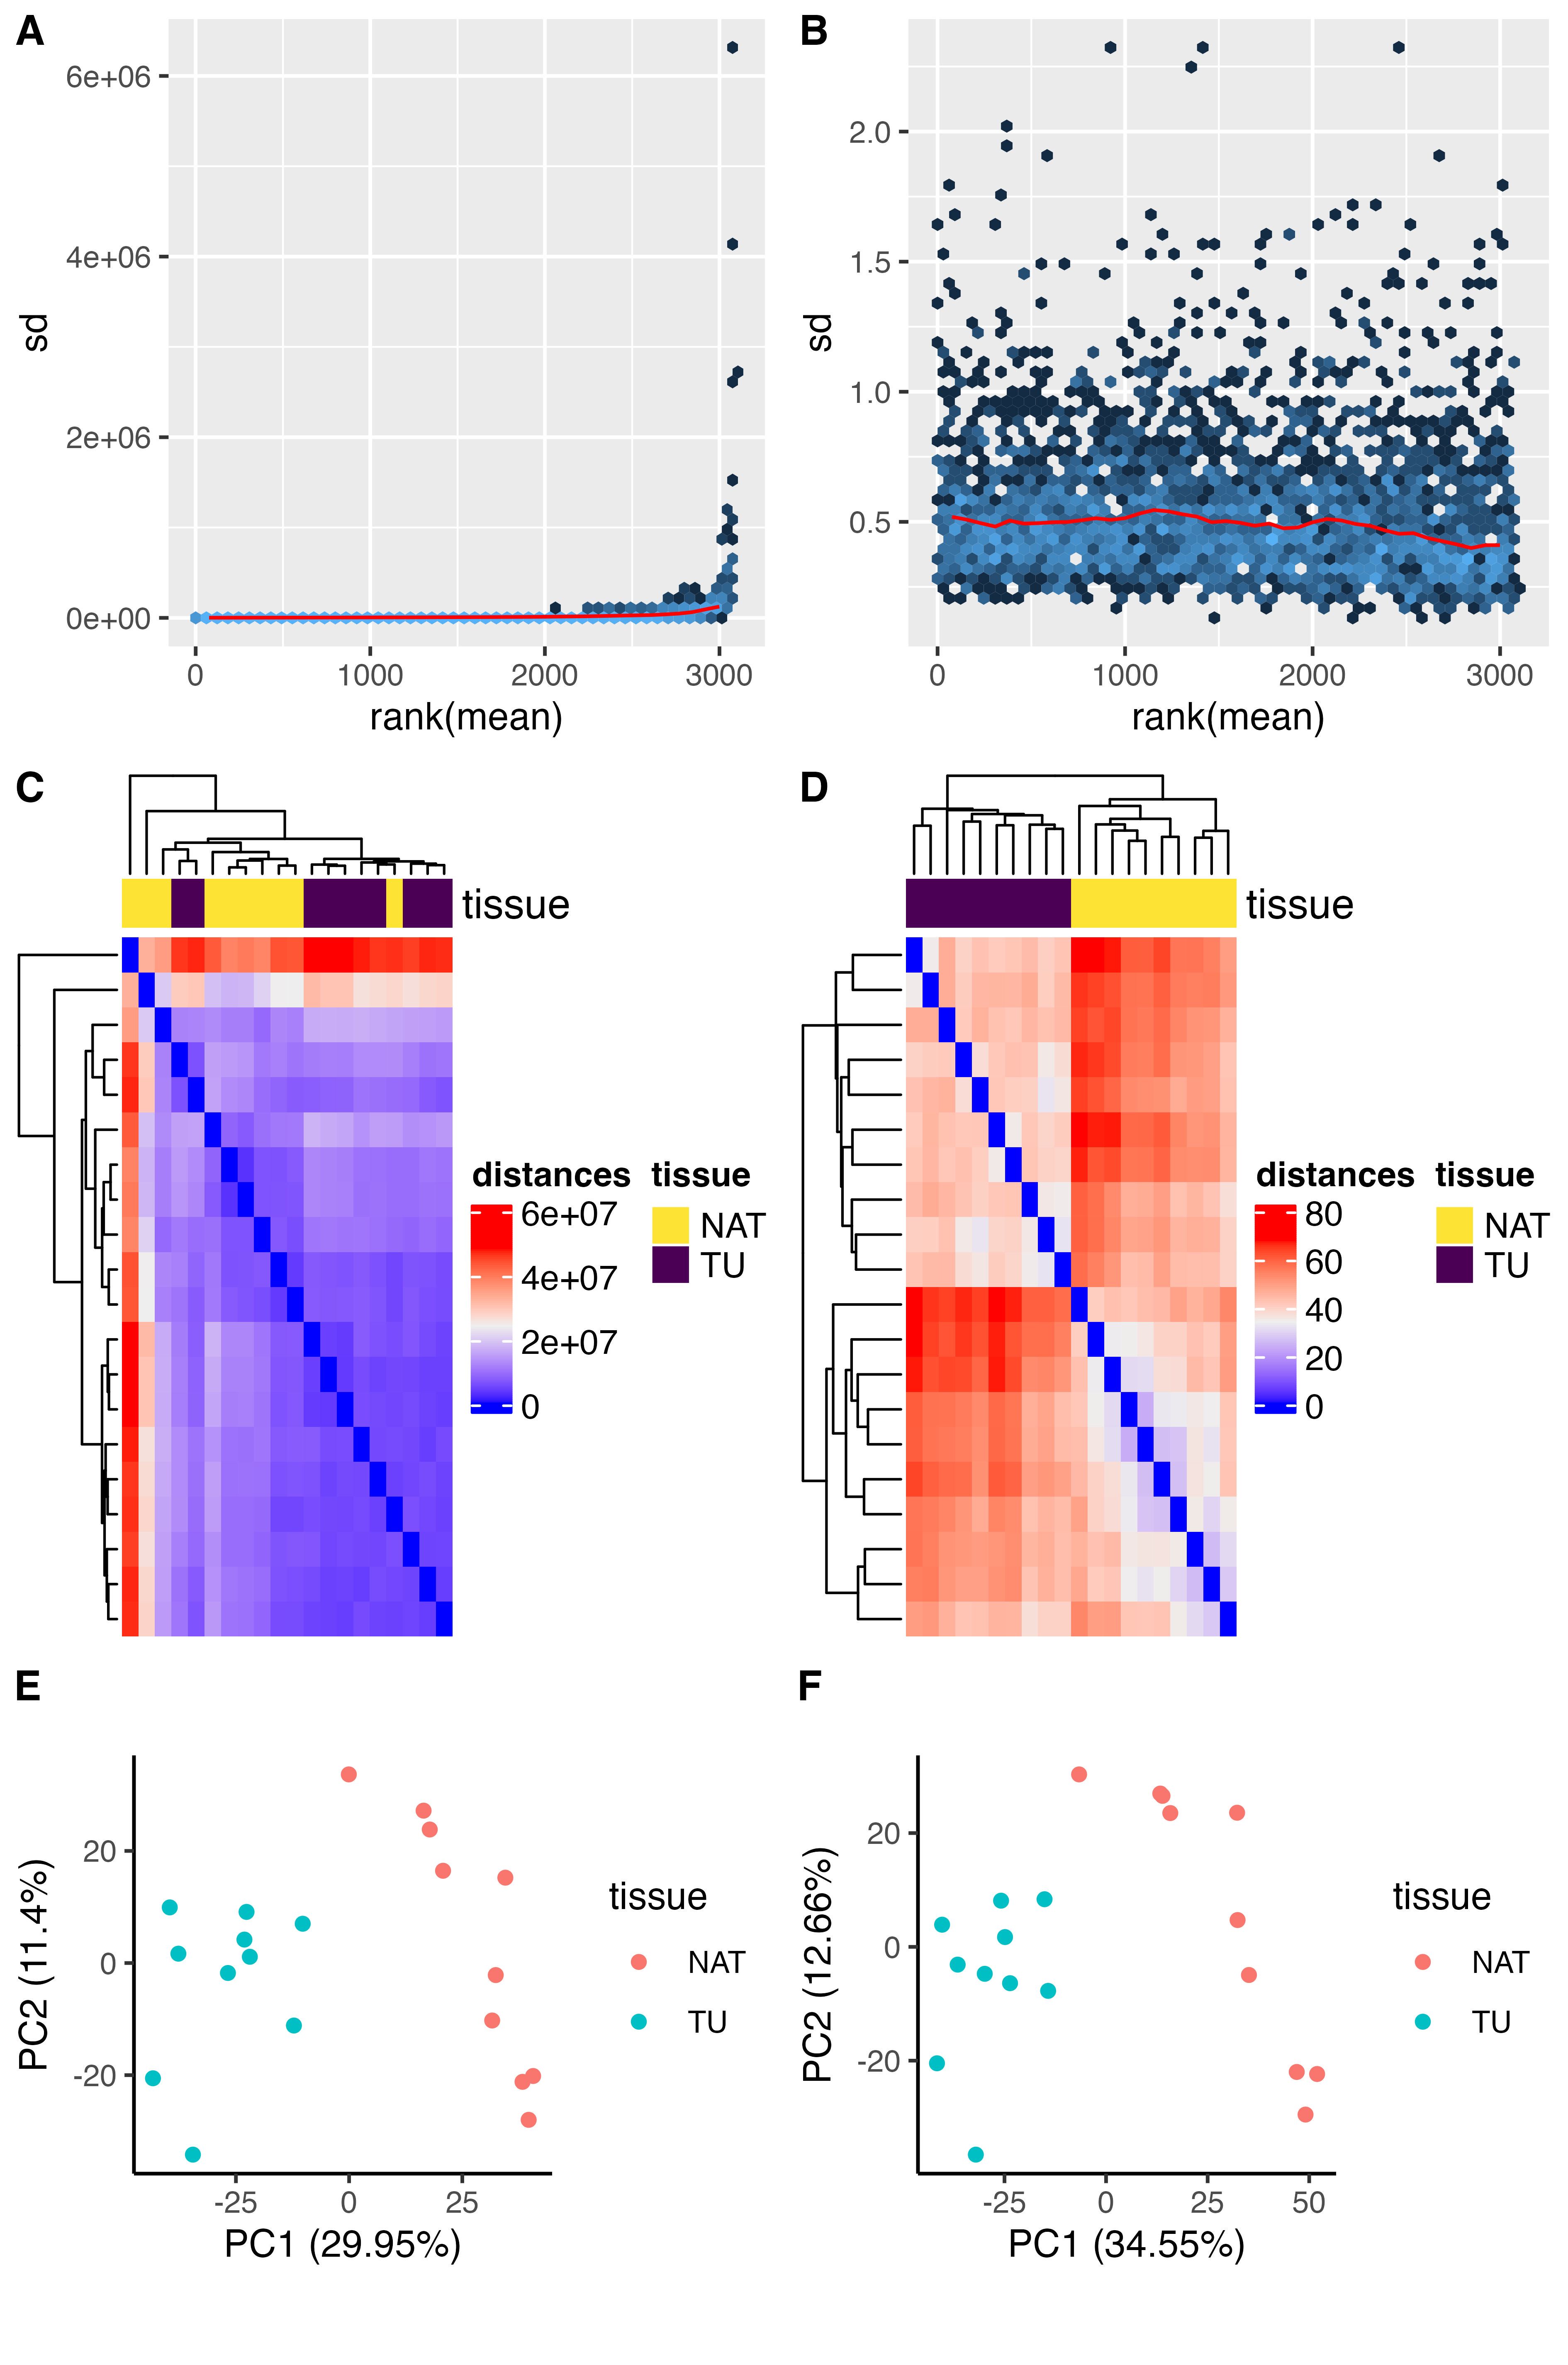 A
sd
6e+06
4e+06
2e+06
0e+00
0 1000 2000 3000
rank(mean)
B
sd
2.0
1.5
1.0
0.5
0 1000 2000 3000
rank(mean)
C
tissue
distances
6e+07
4e+07
2e+07
0
tissue
NAT
TU
D
tissue
distances
80
60
40
20
0
tissue
NAT
TU
E
PC2 (11.4%)
20
0
-20
-25 0 25
PC1 (29.95%)
tissue
NAT
TU
F
PC2 (12.66%)
20
0
-20
-25 0 25 50
PC1 (34.55%)
tissue
NAT
TU